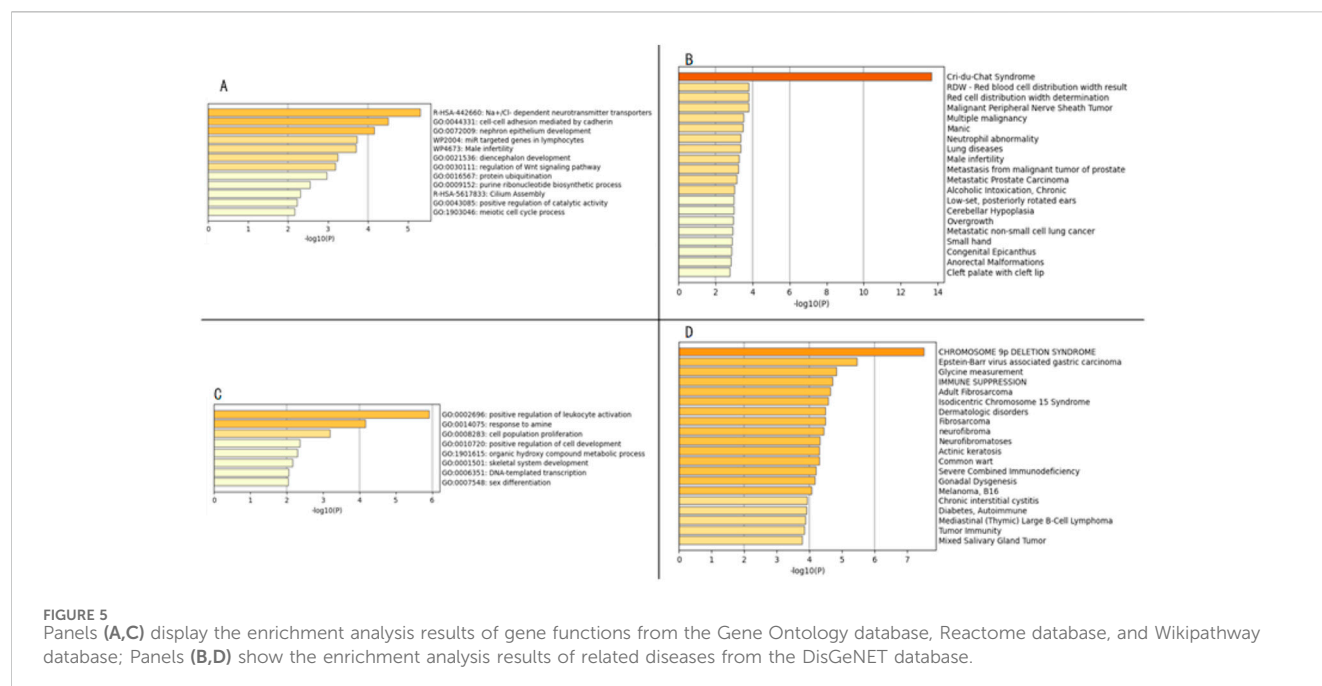 A
R-HSA-442660: Na+/Cl- dependent neurotransmitter transporters
GO:0044331: cell-cell adhesion mediated by cadherin
GO:0072009: nephron epithelium development
WP2004: miR targeted genes in lymphocytes
WP4673: Male infertility
GO:0021536: diencephalon development
GO:0030111: regulation of Wnt signaling pathway
GO:0016567: protein ubiquitination
GO:0009152: purine ribonucleotide biosynthetic process
R-HSA-5617833: Cilium Assembly
GO:0043085: positive regulation of catalytic activity
GO:1903046: meiotic cell cycle process
0 1 2 3 4 5
-log10(P)
B
Cri-du-Chat Syndrome
RDW - Red blood cell distribution width result
Red cell distribution width determination
Malignant Peripheral Nerve Sheath Tumor
Multiple malignancy
Manic
Neutrophil abnormality
Lung diseases
Male infertility
Metastasis from malignant tumor of prostate
Metastatic Prostate Carcinoma
Alcoholic Intoxication, Chronic
Low-set, posteriorly rotated ears
Cerebellar Hypoplasia
Overgrowth
Metastatic non-small cell lung cancer
Small hand
Congenital Epicanthus
Anorectal Malformations
Cleft palate with cleft lip
0 2 4 6 8 10 12 14
-log10(P)
C
GO:0002696: positive regulation of leukocyte activation
GO:0014075: response to amine
GO:0008283: cell population proliferation
GO:0010720: positive regulation of cell development
GO:1901615: organic hydroxy compound metabolic process
GO:0001501: skeletal system development
GO:0006351: DNA-templated transcription
GO:0007548: sex differentiation
0 1 2 3 4 5 6
-log10(P)
D
CHROMOSOME 9p DELETION SYNDROME
Epstein-Barr virus associated gastric carcinoma
Glycine measurement
IMMUNE SUPPRESSION
Adult Fibrosarcoma
Isodicentric Chromosome 15 Syndrome
Dermatologic disorders
Fibrosarcoma
neurofibroma
Neurofibromatoses
Actinic keratosis
Common wart
Severe Combined Immunodeficiency
Gonadal Dysgenesis
Melanoma, B16
Chronic interstitial cystitis
Diabetes, Autoimmune
Mediastinal (Thymic) Large B-Cell Lymphoma
Tumor Immunity
Mixed Salivary Gland Tumor
0 1 2 3 4 5 6 7
-log10(P)
FIGURE 5
Panels (A,C) display the enrichment analysis results of gene functions from the Gene Ontology database, Reactome database, and Wikipathway
database; Panels (B,D) show the enrichment analysis results of related diseases from the DisGeNET database.